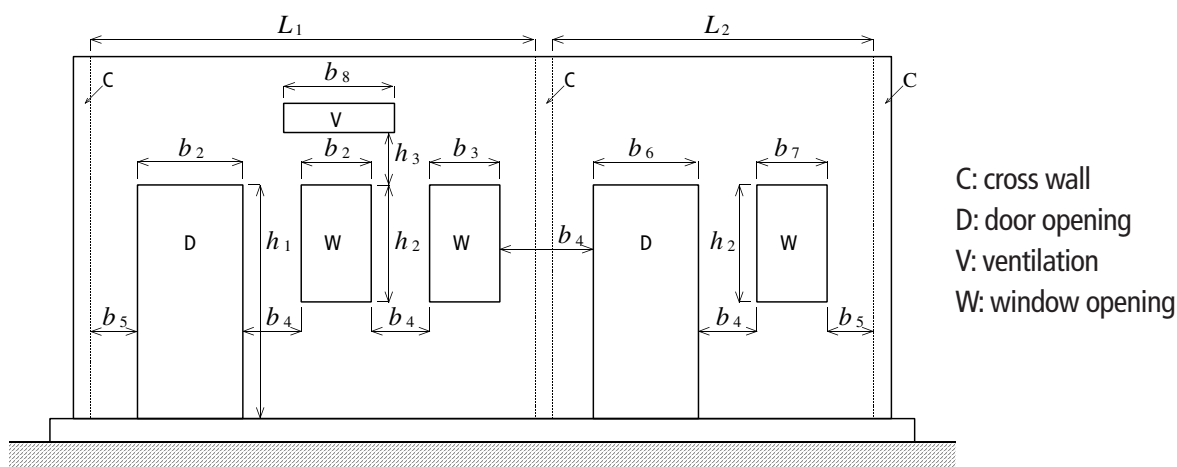 L₁ L₂
C C C
b₈
V
b₂ b₂ h₃ b₃ b₆ b₇
D h₁ W h₂ W b₄ D h₂ W
b₅ b₄ b₄ b₄ b₅
C: cross wall
D: door opening
V: ventilation
W: window opening